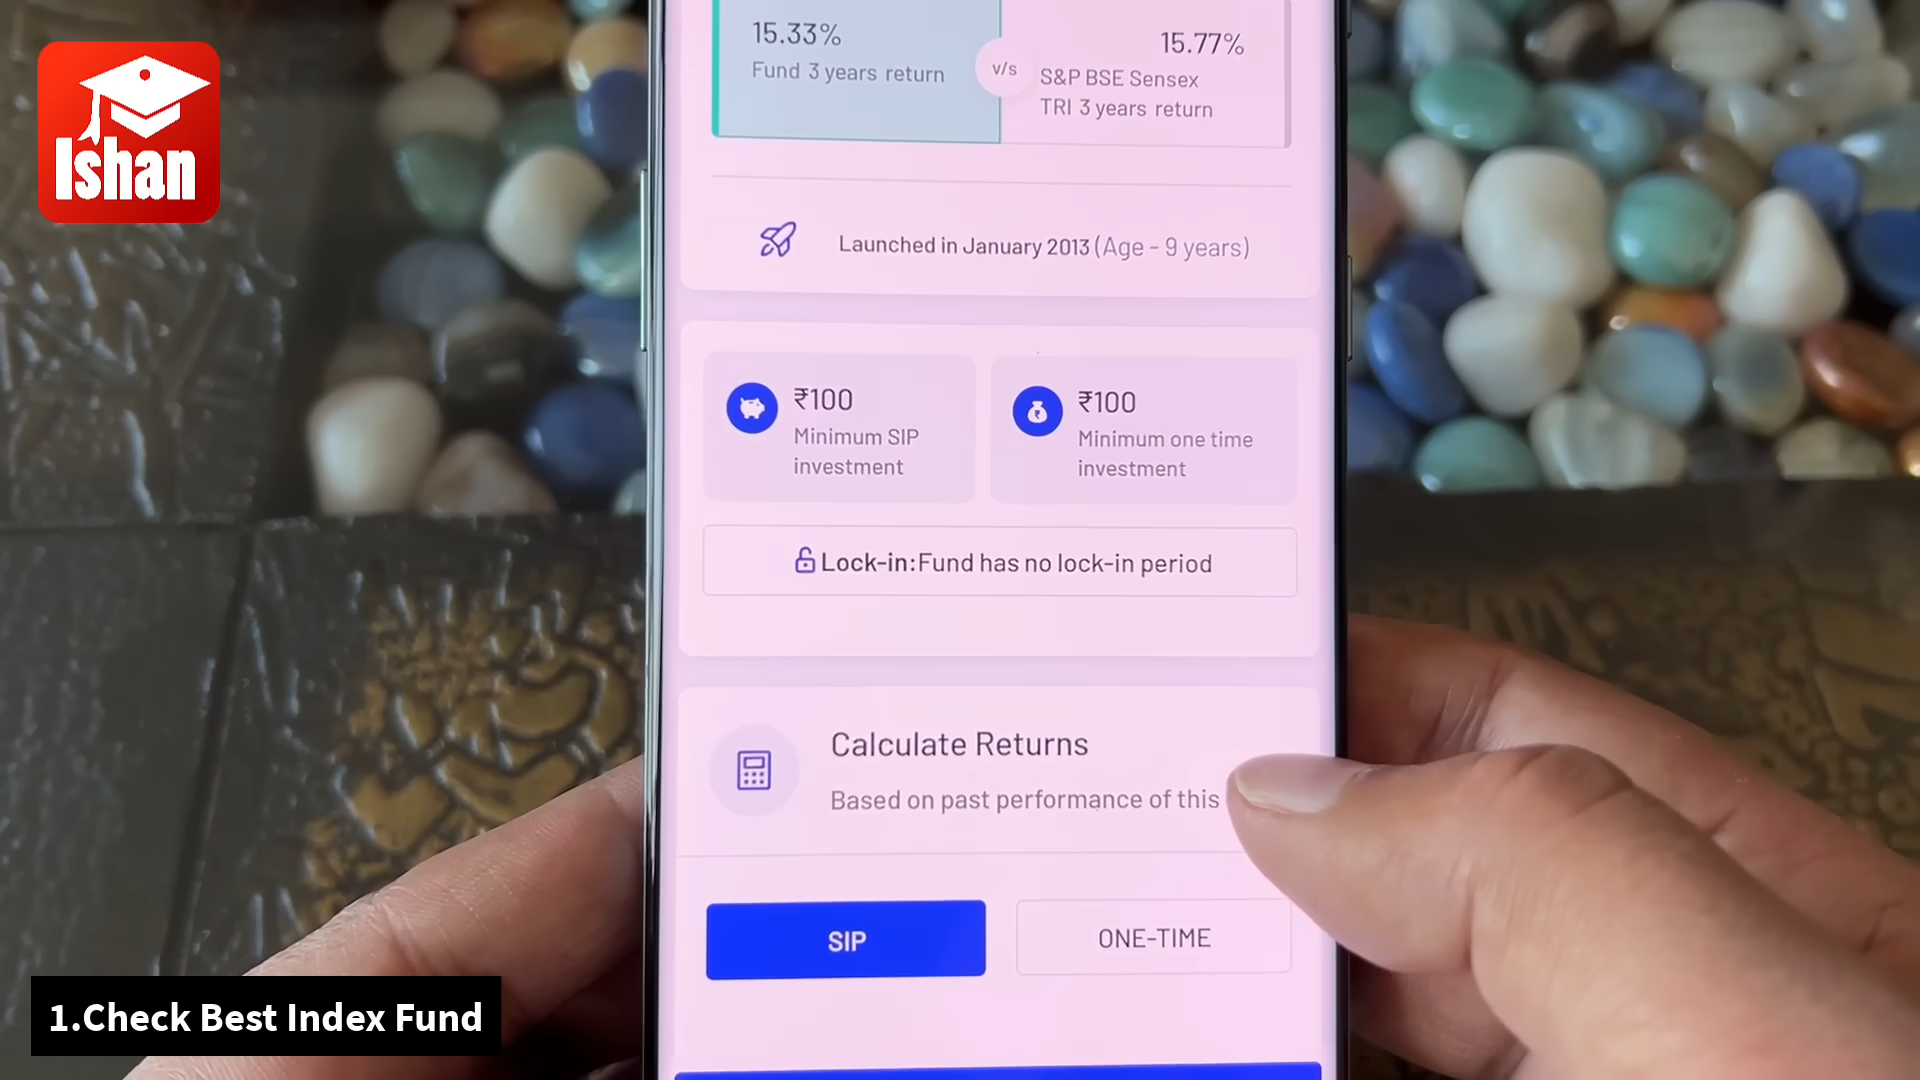 Ishan
15.33%
Fund 3 years return
v/s
15.77%
S&P BSE Sensex
TRI 3 years return
Launched in January 2013 (Age - 9 years)
₹100
Minimum SIP
investment
₹100
Minimum one time
investment
Lock-in:Fund has no lock-in period
Calculate Returns
Based on past performance of this
SIP
ONE-TIME
1.Check Best Index Fund